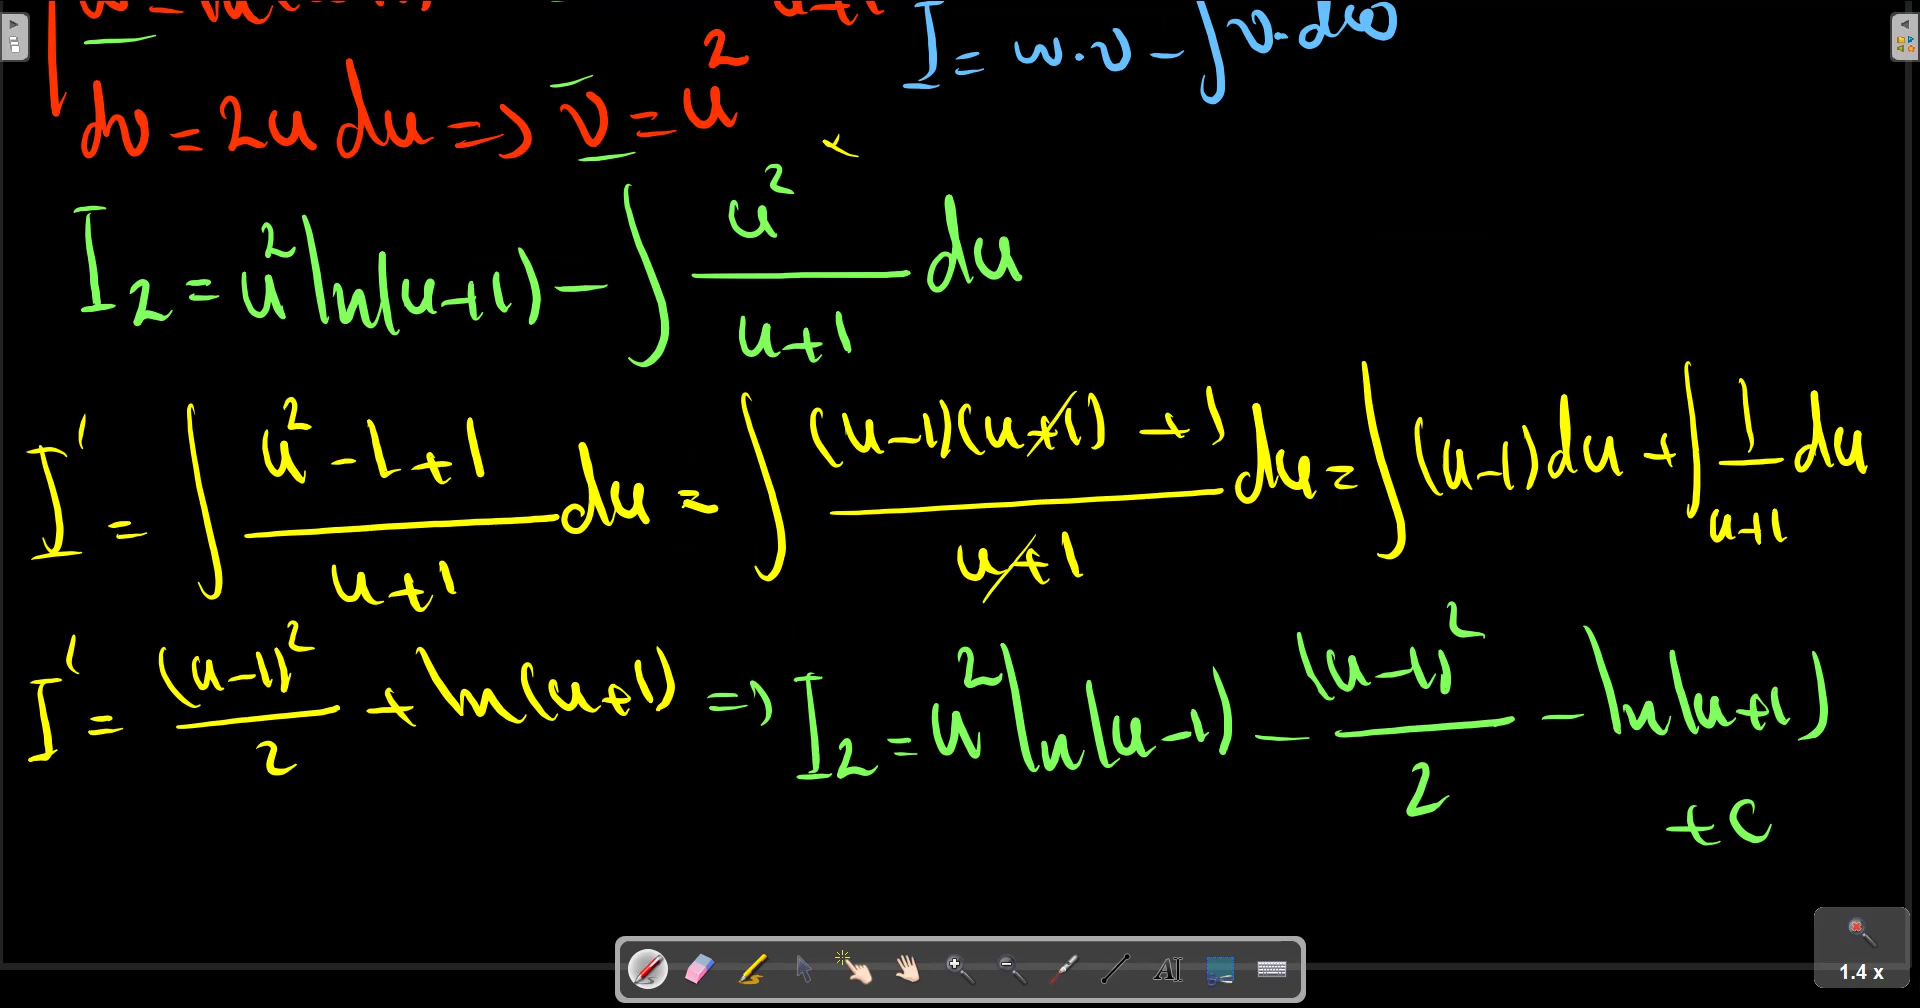 I = w·v - ∫v·dw
dv = 2u du => v = u²
I₂ = u² ln(u+1) - ∫ u²/(u+1) du
I' = ∫ (u²-1+1)/(u+1) du = ∫ ((u-1)(u+1) +1)/(u+1) du = ∫(u-1)du + ∫ 1/(u+1) du
I' = (u-1)²/2 + ln(u+1) => I₂ = u² ln(u-1) - (u-1)²/2 - ln(u+1)
+c
1.4 x